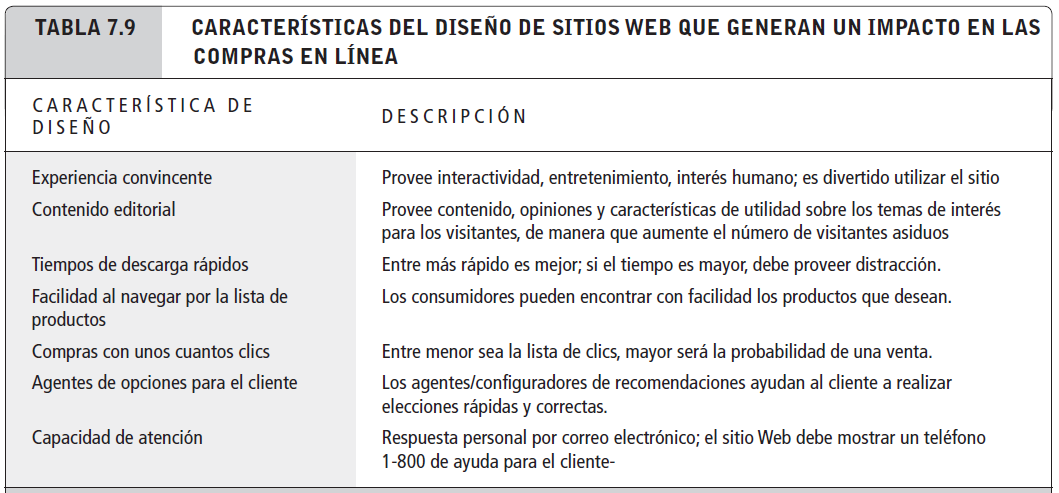 TABLA 7.9
CARACTERÍSTICAS DEL DISEÑO DE SITIOS WEB QUE GENERAN UN IMPACTO EN LAS
COMPRAS EN LÍNEA
CARACTERÍSTICA DE
DISEÑO
DESCRIPCIÓN
Experiencia convincente
Provee interactividad, entretenimiento, interés humano; es divertido utilizar el sitio
Contenido editorial
Provee contenido, opiniones y características de utilidad sobre los temas de interés
para los visitantes, de manera que aumente el número de visitantes asiduos
Tiempos de descarga rápidos
Entre más rápido es mejor; si el tiempo es mayor, debe proveer distracción.
Facilidad al navegar por la lista de
productos
Los consumidores pueden encontrar con facilidad los productos que desean.
Compras con unos cuantos clics
Entre menor sea la lista de clics, mayor será la probabilidad de una venta.
Agentes de opciones para el cliente
Los agentes/configuradores de recomendaciones ayudan al cliente a realizar
elecciones rápidas y correctas.
Capacidad de atención
Respuesta personal por correo electrónico; el sitio Web debe mostrar un teléfono
1-800 de ayuda para el cliente-